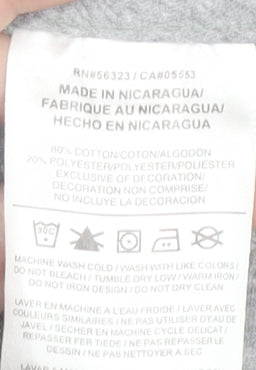 RN#56323 / CA#05553
MADE IN NICARAGUA/
FABRIQUE AU NICARAGUA/
HECHO EN NICARAGUA
80% COTTON/COTON/ALGODON
20% POLYESTER/POLYESTER/POLIÉSTER
EXCLUSIVE OF DECORATION/
DECORATION NON COMPRISE/
NO INCLUYE LA DECORACION
30C
MACHINE WASH COLD / WASH WITH LIKE COLORS /
DO NOT BLEACH / TUMBLE DRY LOW / WARM IRON /
DO NOT IRON DESIGN / DO NOT DRY CLEAN
LAVER EN MACHINE A L'EAU FROIDE / LAVER AVEC
COULEURS SIMILAIRES / NE PAS UTILISER D'EAU DE
JAVEL / SECHER EN MACHINE CYCLE DELICAT /
REPASSER FER TIEDE / NE PAS REPASSER LE
DESSIN / NE PAS NETTOYER A SEC